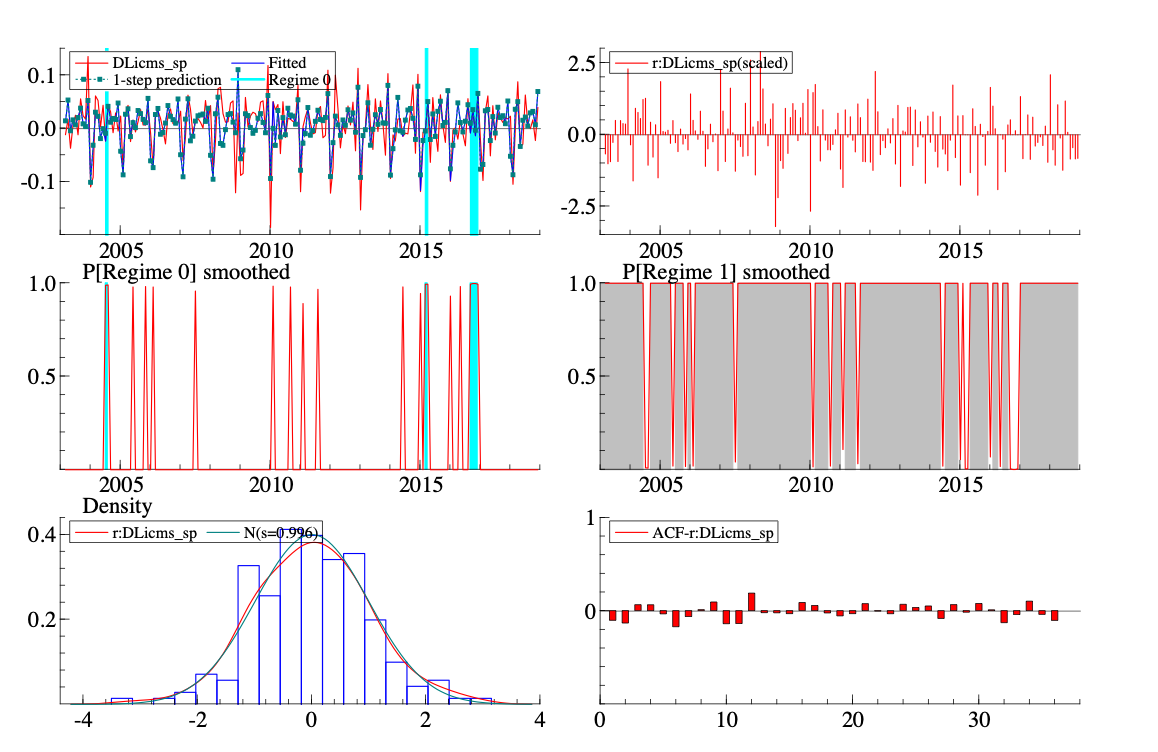 DLicms_sp Fitted
1-step prediction Regime 0
0.1
0.0
-0.1
2005 2010 2015
r:DLicms_sp(scaled)
2.5
0.0
-2.5
2005 2010 2015
P[Regime 0] smoothed
1.0
0.5
2005 2010 2015
P[Regime 1] smoothed
1.0
0.5
2005 2010 2015
Density
r:DLicms_sp N(s=0.996)
0.4
0.2
-4 -2 0 2 4
ACF-r:DLicms_sp
1
0
0 10 20 30